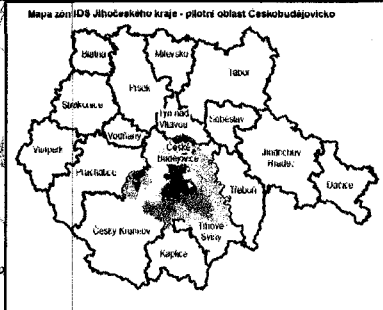 Mapa zón IDS Jihočeského kraje - pilotní oblast Českobudějovicko
Blatná
Milevsko
Tábor
Písek
Strakonice
Týn nad
Vltavou
Soběslav
Vodňany
České
Budějovice
Jindřichův
Hradec
Vimperk
Prachatice
Třeboň
Dačice
Český Krumlov
Trhové
Sviny
Kaplice